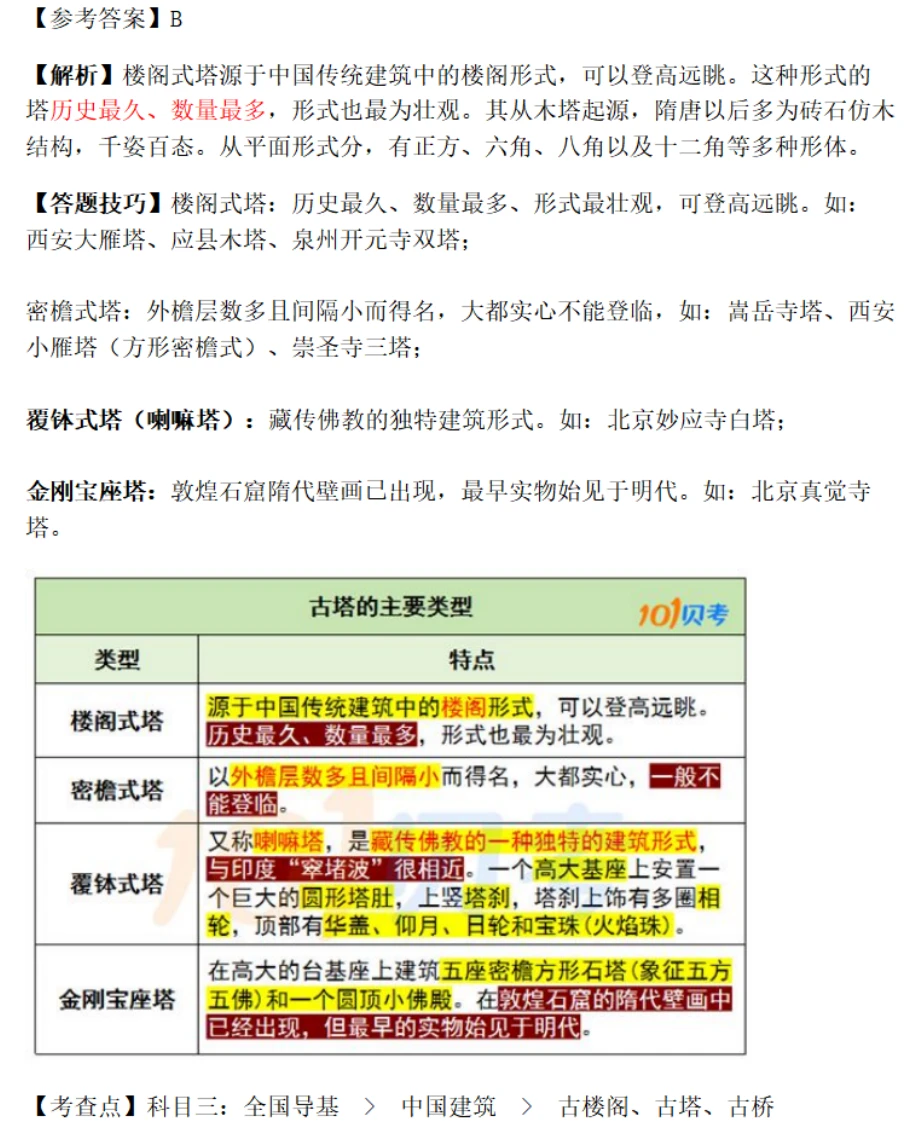 【参考答案】B
【解析】楼阁式塔源于中国传统建筑中的楼阁形式，可以登高远眺。这种形式的
塔历史最久、数量最多，形式也最为壮观。其从木塔起源，隋唐以后多为砖石仿木
结构，千姿百态。从平面形式分，有正方、六角、八角以及十二角等多种形体。
【答题技巧】楼阁式塔：历史最久、数量最多、形式最壮观，可登高远眺。如：
西安大雁塔、应县木塔、泉州开元寺双塔；
密檐式塔：外檐层数多且间隔小而得名，大都实心不能登临，如：嵩岳寺塔、西安
小雁塔（方形密檐式）、崇圣寺三塔；
覆钵式塔（喇嘛塔）：藏传佛教的独特建筑形式。如：北京妙应寺白塔；
金刚宝座塔：敦煌石窟隋代壁画已出现，最早实物始见于明代。如：北京真觉寺
塔。
古塔的主要类型
101贝考
类型 特点
楼阁式塔
源于中国传统建筑中的楼阁形式，可以登高远眺。
历史最久、数量最多，形式也最为壮观。
密檐式塔
以外檐层数多且间隔小而得名，大都实心，一般不
能登临。
覆钵式塔
又称喇嘛塔，是藏传佛教的一种独特的建筑形式，
与印度“窣堵波”很相近。一个高大基座上安置一
个巨大的圆形塔肚，上竖塔刹，塔刹上饰有多圈相
轮，顶部有华盖、仰月、日轮和宝珠(火焰珠)。
金刚宝座塔
在高大的台基座上建筑五座密檐方形石塔(象征五方
五佛)和一个圆顶小佛殿。在敦煌石窟的隋代壁画中
已经出现，但最早的实物始见于明代。
【考查点】科目三：全国导基 > 中国建筑 > 古楼阁、古塔、古桥